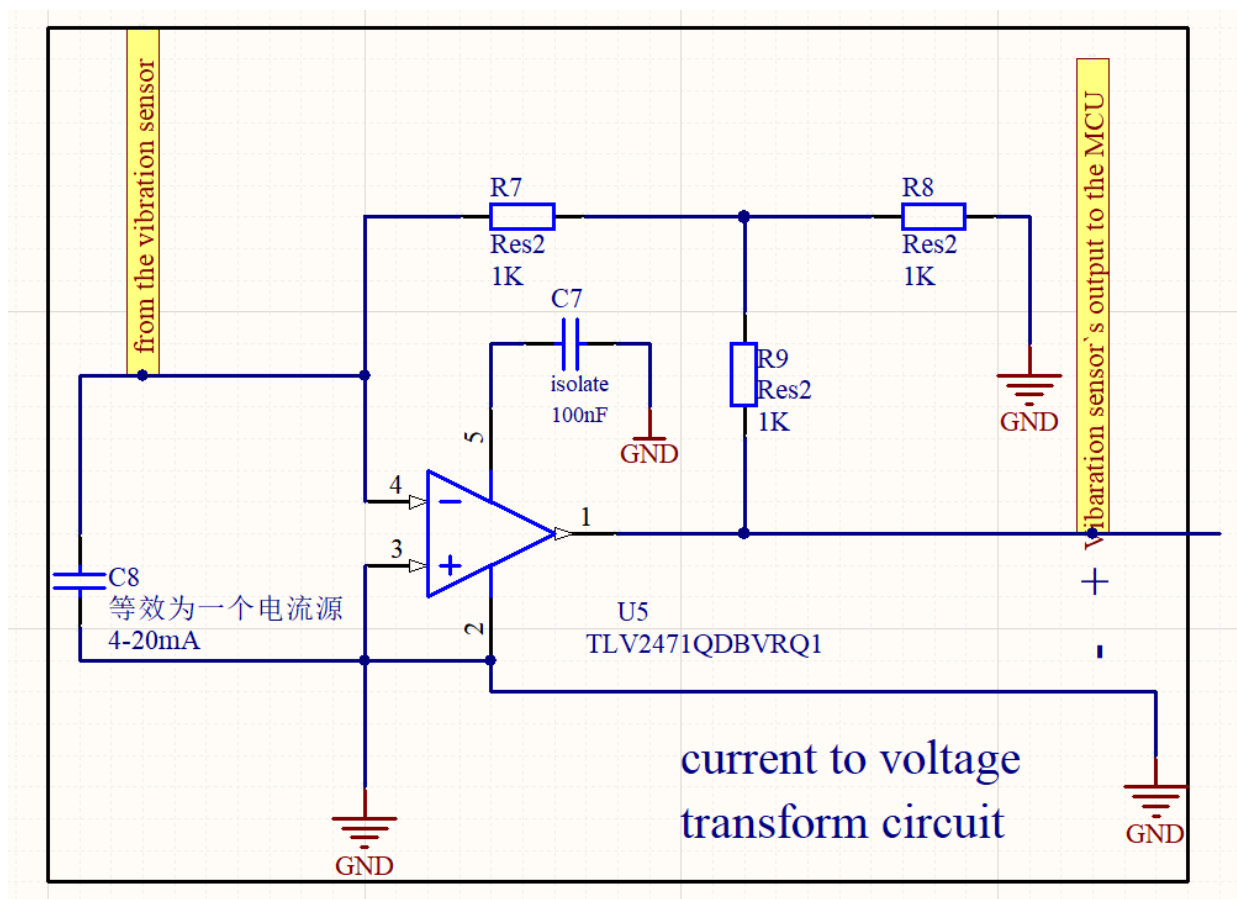 from the vibration sensor
Vibaration sensor`s output to the MCU
R7
Res2
1K
R8
Res2
1K
C7
isolate
100nF
GND
R9
Res2
1K
GND
5
4
3
1
2
C8
等效为一个电流源
4-20mA
U5
TLV2471QDBVRQ1
+
-
current to voltage
transform circuit
GND
GND